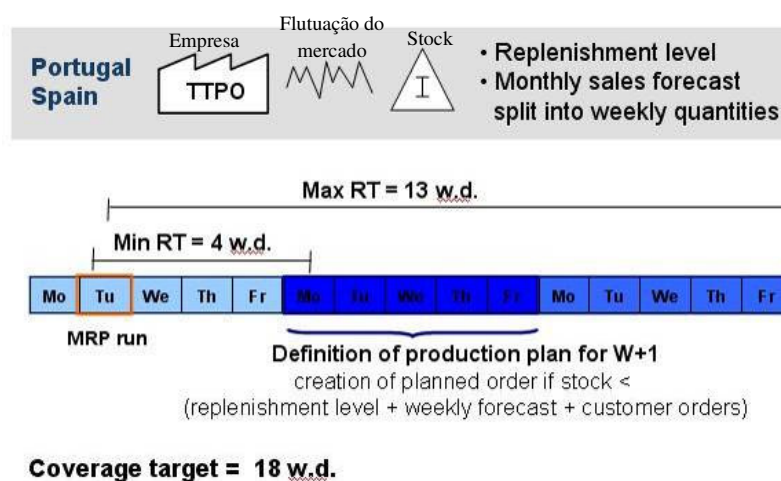 Empresa
Flutuação do
mercado
Stock
Portugal
Spain
TTPO
I
• Replenishment level
• Monthly sales forecast
split into weekly quantities
Max RT = 13 w.d.
Min RT = 4 w.d.
Mo Tu We Th Fr Mo Tu We Th Fr Mo Tu We Th Fr
MRP run
Definition of production plan for W+1
creation of planned order if stock <
(replenishment level + weekly forecast + customer orders)
Coverage target = 18 w.d.